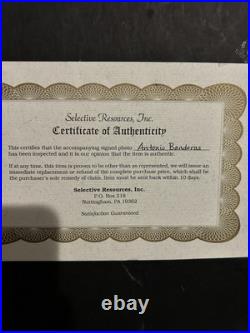 Selective Resources, Inc.
Certificate of Authenticity
This certifies that the accompanying signed photo Antonio Banderas
has been inspected and it is our opinion that the item is authentic.
If at any time, this item is proven to be other than as represented, we will issue an
immediate replacement or refund of the complete purchase price, which shall be
the purchaser's sole remedy of claim. Item must be sent back within 10 days.
Selective Resources, Inc.
P.O. Box 218
Nottingham, PA 19362
Satisfaction Guaranteed